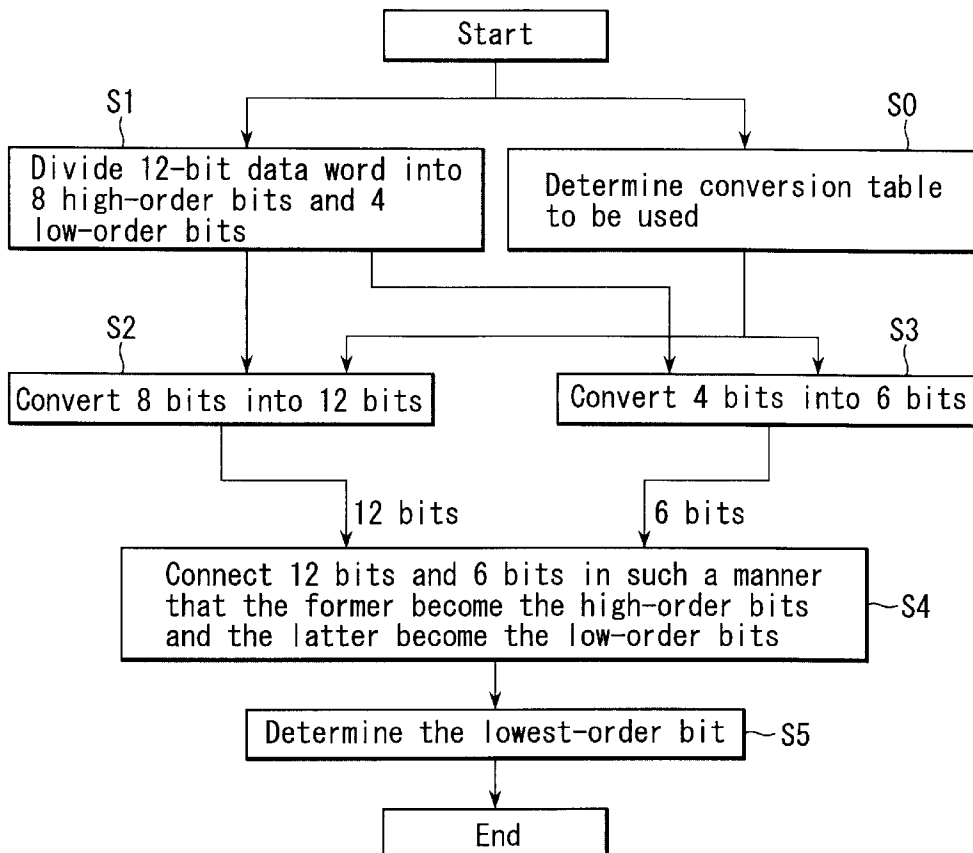 Start
S1
S0
Divide 12-bit data word into
8 high-order bits and 4
low-order bits
Determine conversion table
to be used
S2
S3
Convert 8 bits into 12 bits
Convert 4 bits into 6 bits
12 bits
6 bits
Connect 12 bits and 6 bits in such a manner
that the former become the high-order bits
and the latter become the low-order bits
S4
Determine the lowest-order bit
S5
End